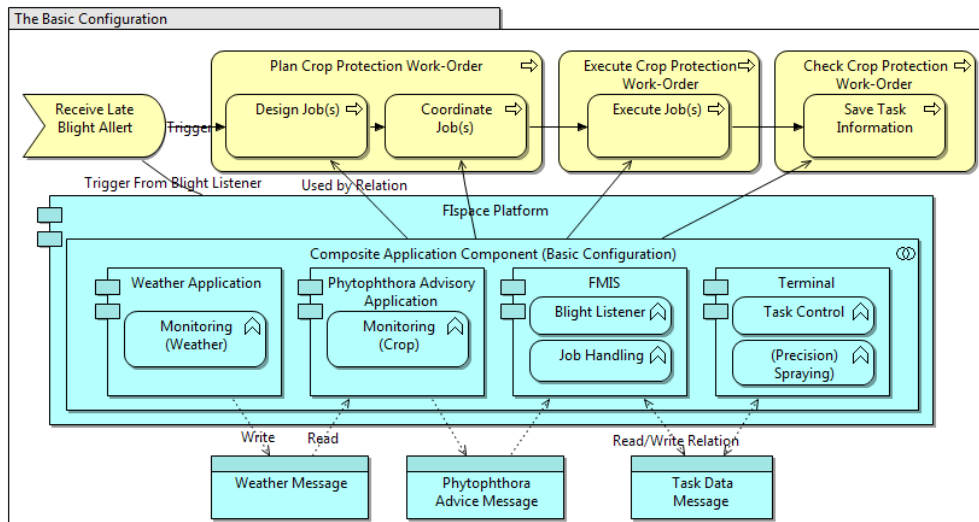 The Basic Configuration
Plan Crop Protection Work-Order
Execute Crop Protection
Work-Order
Check Crop Protection
Work-Order
Receive Late
Blight Allert
Trigger
Design Job(s)
Coordinate
Job(s)
Execute Job(s)
Save Task
Information
Trigger From Blight Listener
Used by Relation
FIspace Platform
Composite Application Component (Basic Configuration)
Weather Application
Monitoring
(Weather)
Phytophthora Advisory
Application
Monitoring
(Crop)
FMIS
Blight Listener
Job Handling
Terminal
Task Control
(Precision)
Spraying)
Write
Read
Read/Write Relation
Weather Message
Phytophthora
Advice Message
Task Data
Message